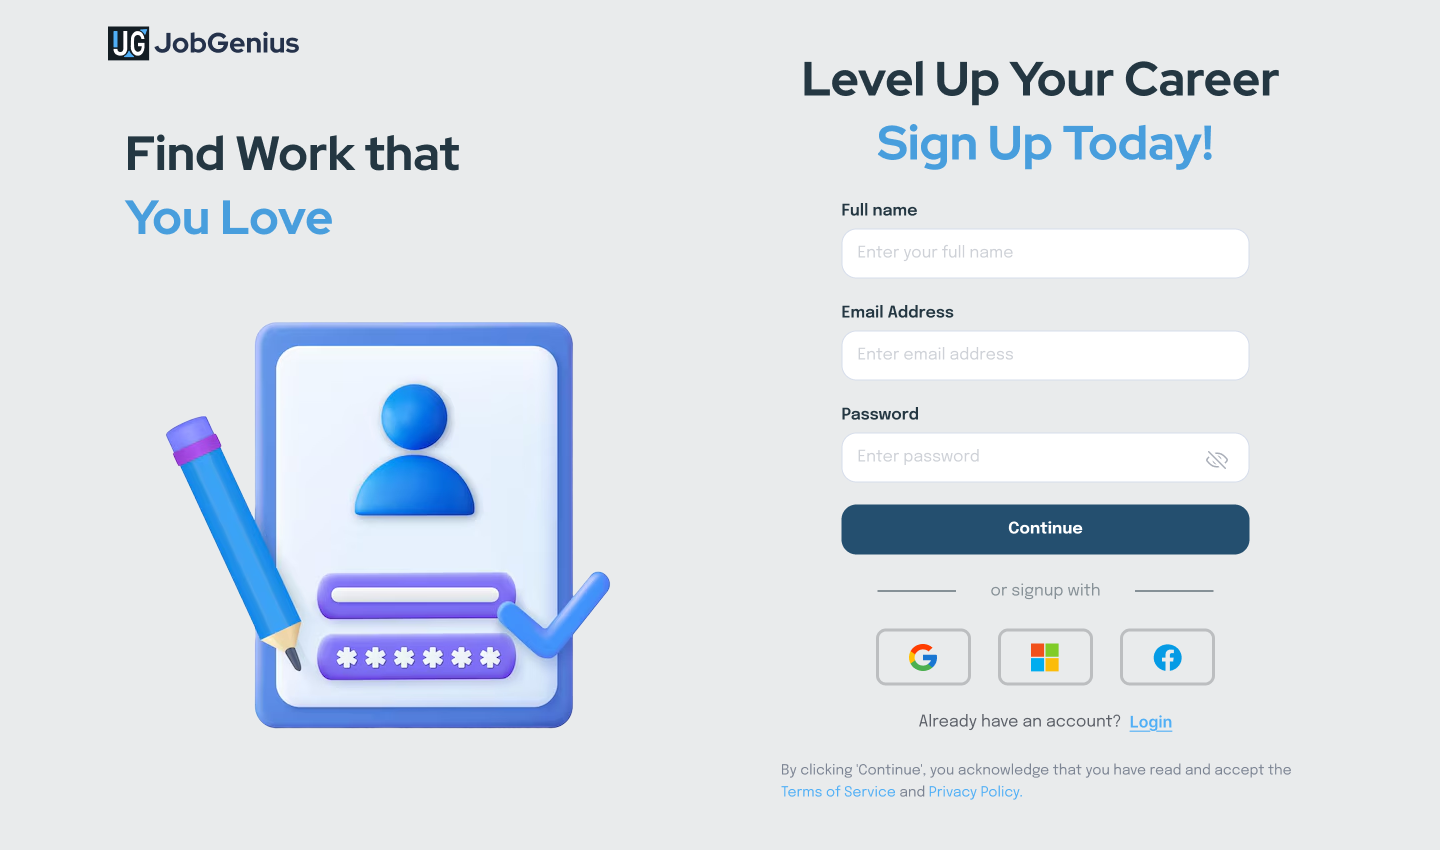 JG JobGenius
Find Work that
You Love
******
Level Up Your Career
Sign Up Today!
Full name
Enter your full name
Email Address
Enter email address
Password
Enter password
Continue
or signup with
Already have an account? Login
By clicking 'Continue', you acknowledge that you have read and accept the
Terms of Service and Privacy Policy.